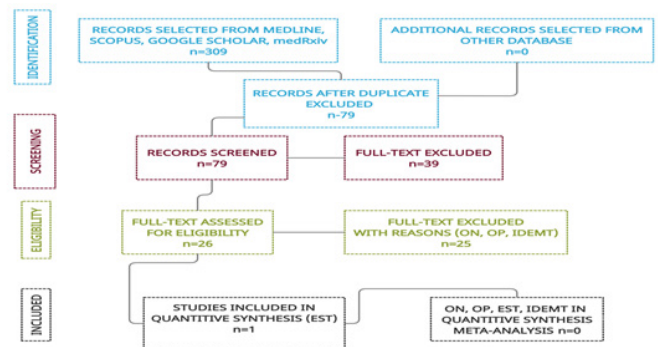 IDENTIFICATION
RECORDS SELECTED FROM MEDLINE,
SCOPUS, GOOGLE SCHOLAR, medRxiv
n=309
ADDITIONAL RECORDS SELECTED FROM
OTHER DATABASE
n=0
RECORDS AFTER DUPLICATE
EXCLUDED
n-79
SCREENING
RECORDS SCREENED
n=79
FULL-TEXT EXCLUDED
n=39
ELIGIBILITY
FULL-TEXT ASSESSED
FOR ELIGIBILITY
n=26
FULL-TEXT EXCLUDED
WITH REASONS (ON, OP, IDEMT)
n=25
INCLUDED
STUDIES INCLUDED IN
QUANTITIVE SYNTHESIS (EST)
n=1
ON, OP, EST, IDEMT IN
QUANTITIVE SYNTHESIS
META-ANALYSIS n=0